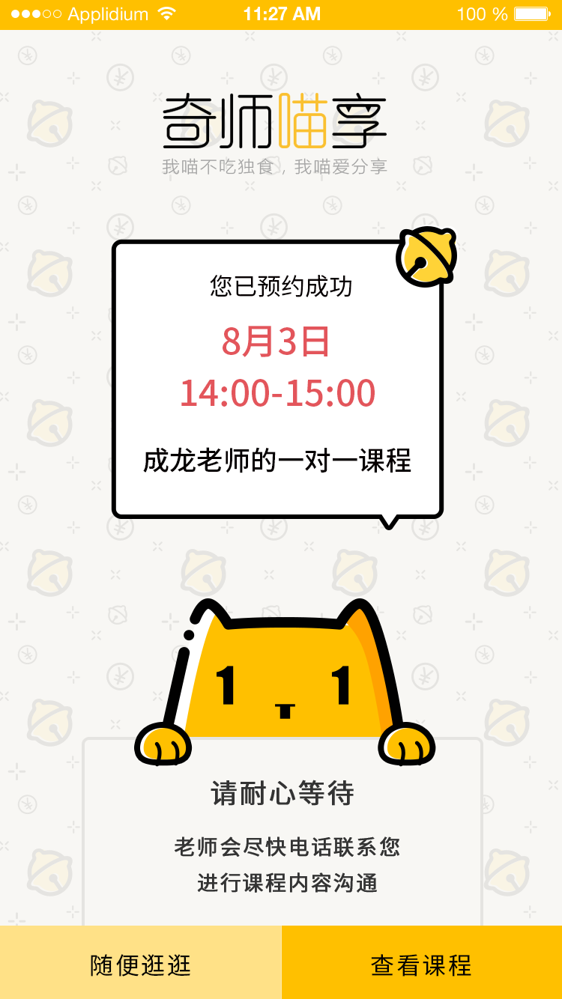 Applidium
11:27 AM
100 %
奇师喵享
我喵不吃独食，我喵爱分享
您已预约成功
8月3日
14:00-15:00
成龙老师的一对一课程
1 1
请耐心等待
老师会尽快电话联系您
进行课程内容沟通
随便逛逛
查看课程